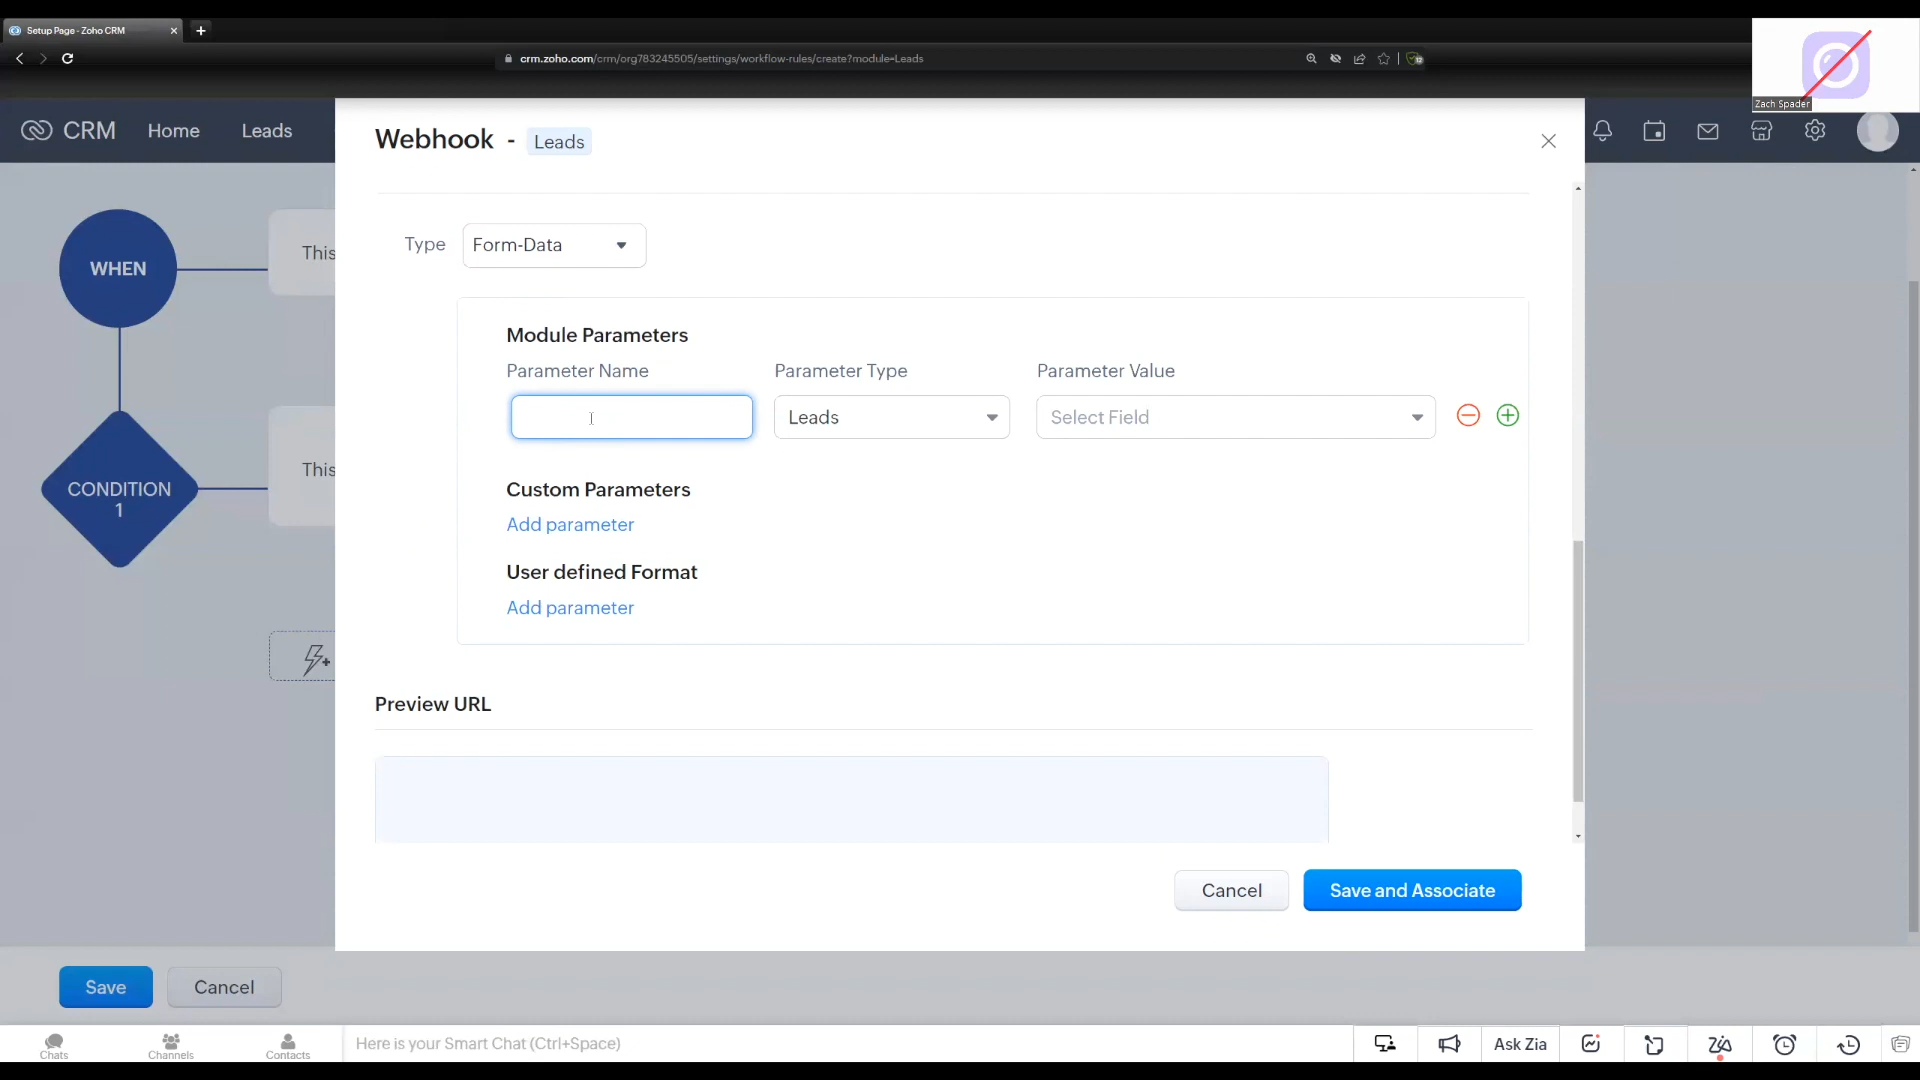 Setup Page - Zoho CRM
crm.zoho.com/crm/org783245505/settings/workflow-rules/create?module=Leads
Zach Spader
CRM
Home
Leads
Webhook - Leads
WHEN
This
CONDITION
1
This
Type
Form-Data
Module Parameters
Parameter Name
Parameter Type
Parameter Value
Leads
Select Field
Custom Parameters
Add parameter
User defined Format
Add parameter
Preview URL
Cancel
Save and Associate
Save
Cancel
Chats
Channels
Contacts
Here is your Smart Chat (Ctrl+Space)
Ask Zia